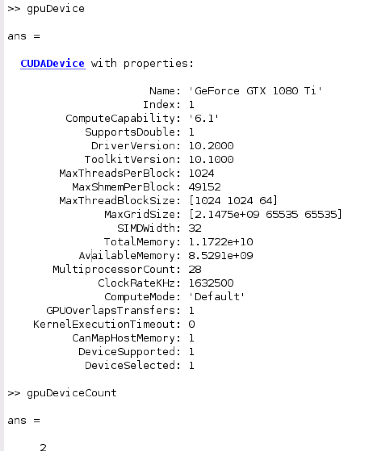 >> gpuDevice
ans =
CUDADevice with properties:
Name: 'GeForce GTX 1080 Ti'
Index: 1
ComputeCapability: '6.1'
SupportsDouble: 1
DriverVersion: 10.2000
ToolkitVersion: 10.1000
MaxThreadsPerBlock: 1024
MaxShmemPerBlock: 49152
MaxThreadBlockSize: [1024 1024 64]
MaxGridSize: [2.1475e+09 65535 65535]
SIMDWidth: 32
TotalMemory: 1.1722e+10
AvailableMemory: 8.5291e+09
MultiprocessorCount: 28
ClockRateKHz: 1632500
ComputeMode: 'Default'
GPUOverlapsTransfers: 1
KernelExecutionTimeout: 0
CanMapHostMemory: 1
DeviceSupported: 1
DeviceSelected: 1
>> gpuDeviceCount
ans =
2